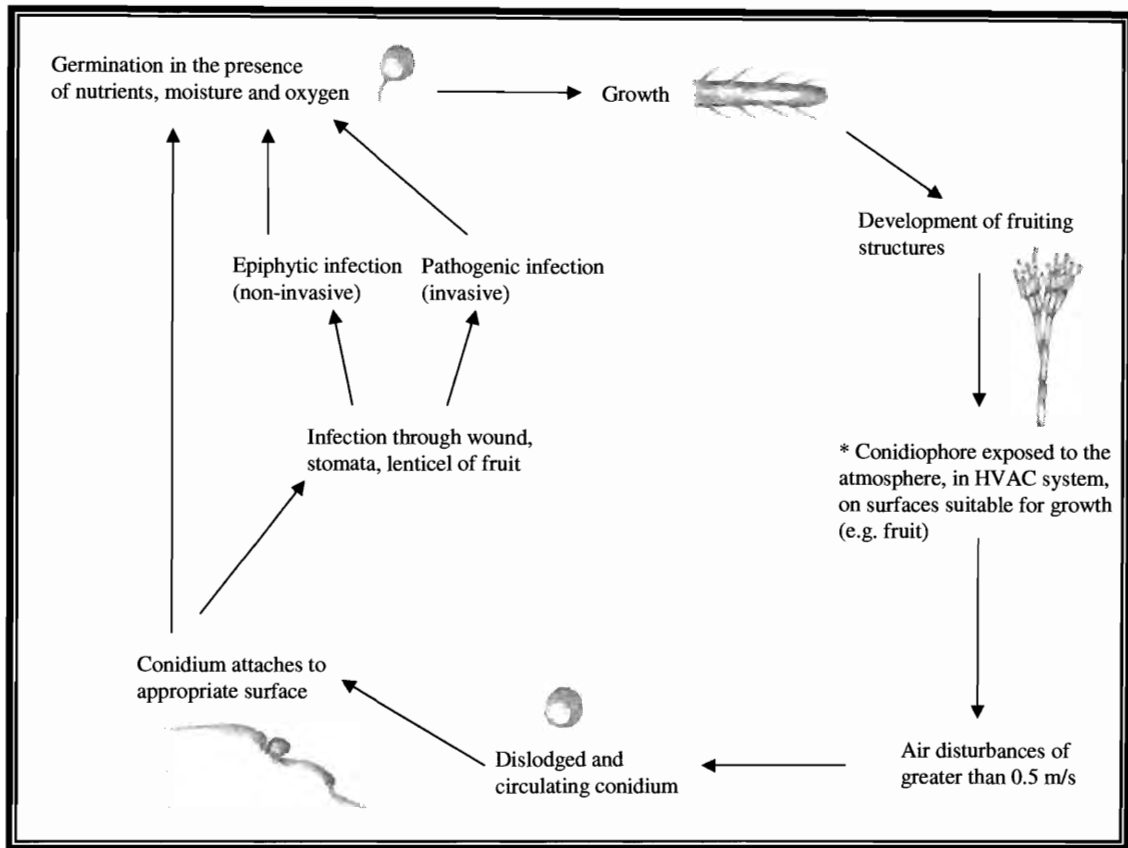 Germination in the presence
of nutrients, moisture and oxygen
Growth
Development of fruiting
structures
* Conidiophore exposed to the
atmosphere, in HVAC system,
on surfaces suitable for growth
(e.g. fruit)
Air disturbances of
greater than 0.5 m/s
Dislodged and
circulating conidium
Conidium attaches to
appropriate surface
Infection through wound,
stomata, lenticel of fruit
Epiphytic infection
(non-invasive)
Pathogenic infection
(invasive)